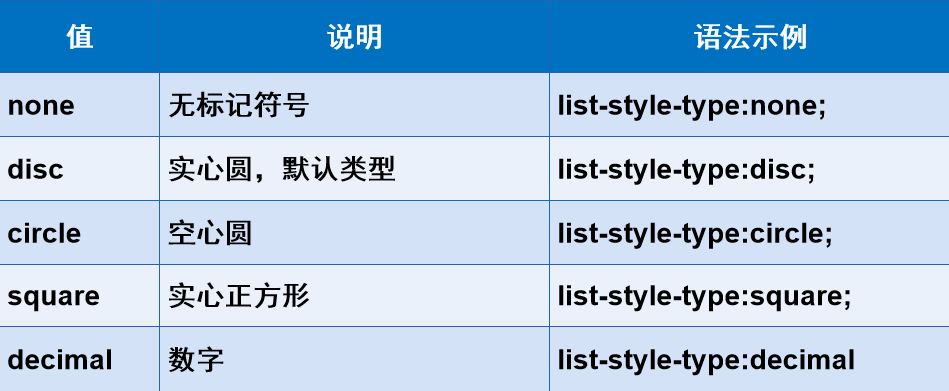 值 说明 语法示例
none 无标记符号 list-style-type:none;
disc 实心圆，默认类型 list-style-type:disc;
circle 空心圆 list-style-type:circle;
square 实心正方形 list-style-type:square;
decimal 数字 list-style-type:decimal